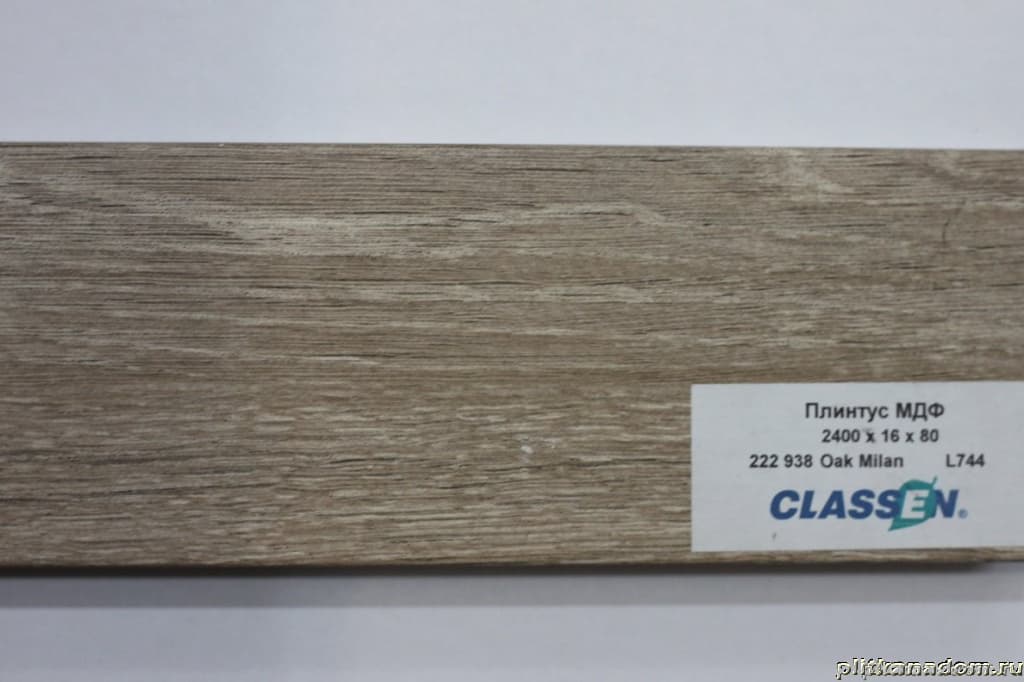 Плинтус МДФ
2400 x 16 x 80
222 938 Oak Milan L744
CLASSEN®
plitkanadom.ru